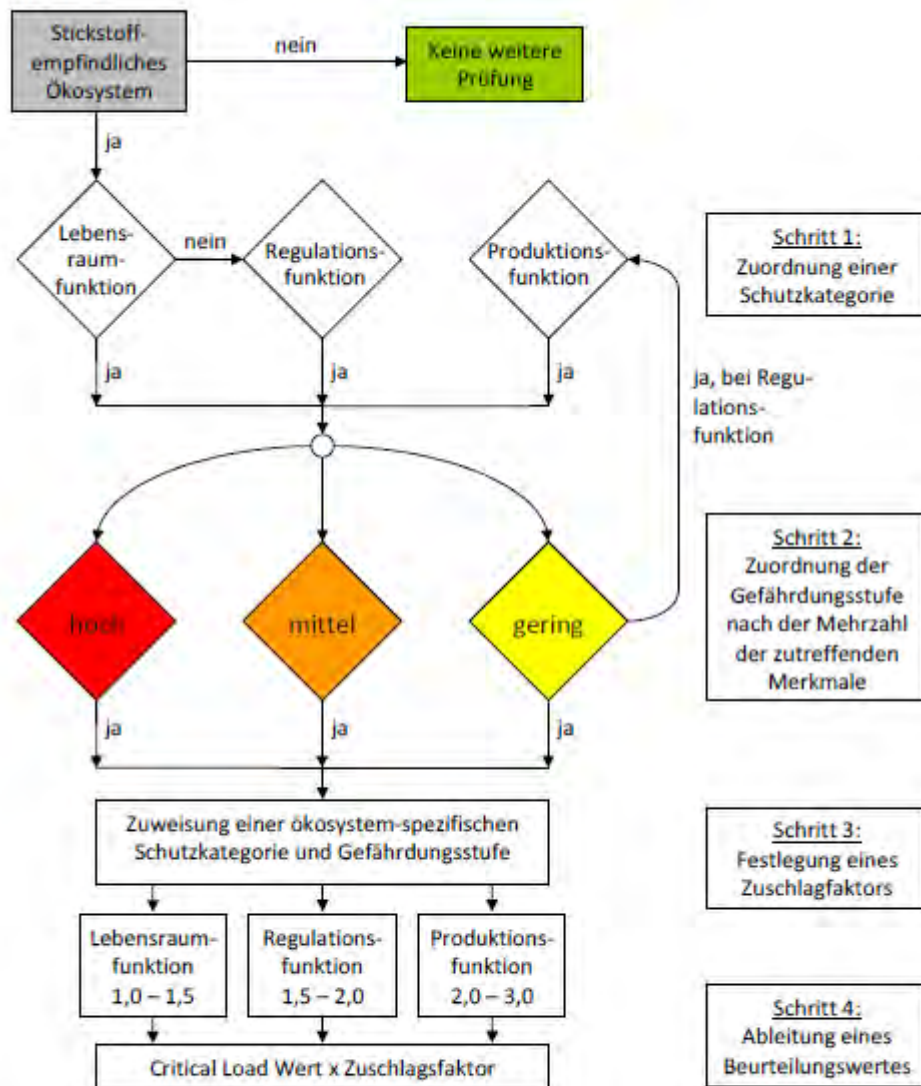 Stickstoff-
empfindliches
Ökosystem
nein
Keine weitere
Prüfung
ja
Lebens-
raum-
funktion
nein
Regulations-
funktion
Produktions-
funktion
Schritt 1:
Zuordnung einer
Schutzkategorie
ja
ja
ja
ja, bei Regu-
lations-
funktion
hoch
mittel
gering
Schritt 2:
Zuordnung der
Gefährdungsstufe
nach der Mehrzahl
der zutreffenden
Merkmale
ja
ja
ja
Zuweisung einer ökosystem-spezifischen
Schutzkategorie und Gefährdungsstufe
Schritt 3:
Festlegung eines
Zuschlagfaktors
Lebensraum-
funktion
1,0 – 1,5
Regulations-
funktion
1,5 – 2,0
Produktions-
funktion
2,0 – 3,0
Critical Load Wert x Zuschlagsfaktor
Schritt 4:
Ableitung eines
Beurteilungswertes